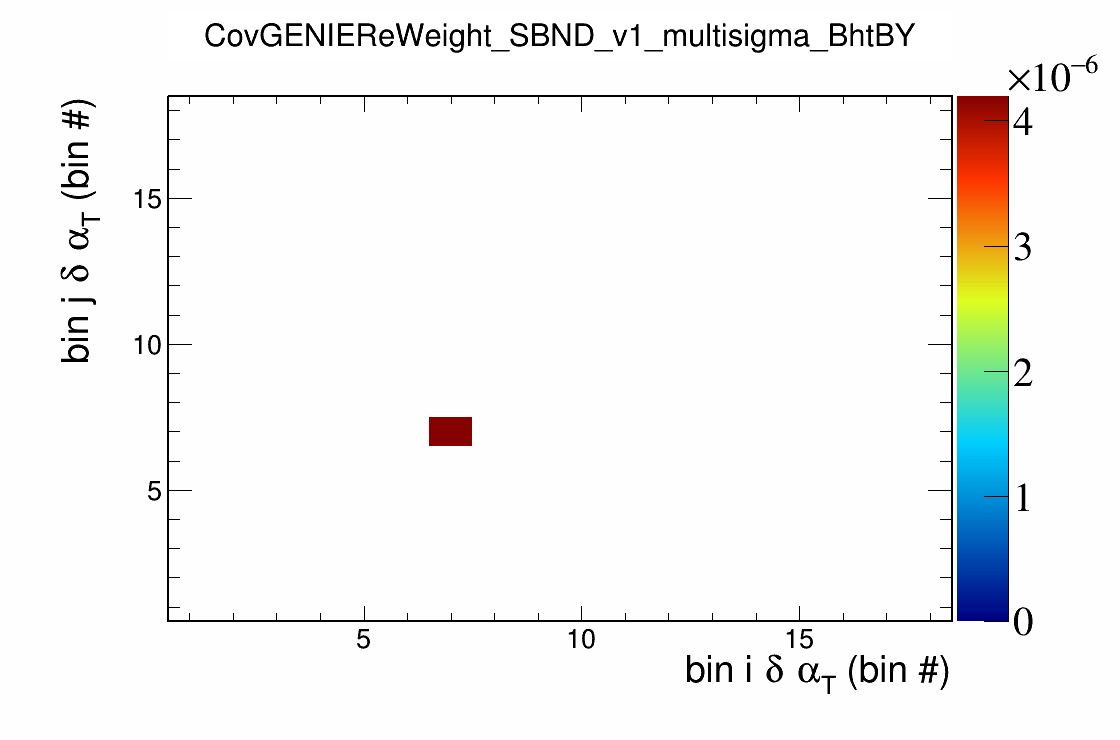 CovGENIEReWeight_SBND_v1_multisigma_BhtBY
×10⁻⁶
bin j δ α_T (bin #)
15
10
5
4
3
2
1
0
5 10 15
bin i δ α_T (bin #)